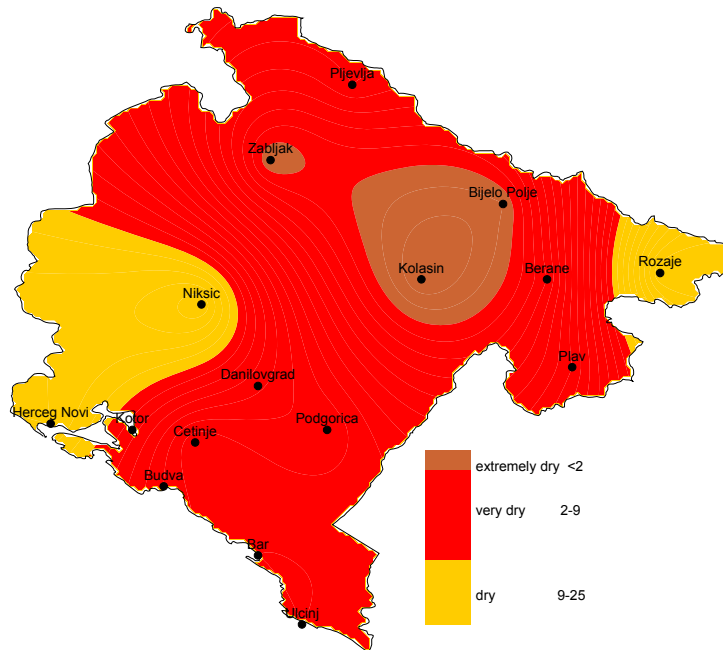 Pljevlja
Zabljak
Bijelo Polje
Rozaje
Kolasin
Berane
Niksic
Plav
Danilovgrad
Herceg Novi
Kotor
Podgorica
Cetinje
Budva
Bar
Ulcinj
extremely dry <2
very dry 2-9
dry 9-25